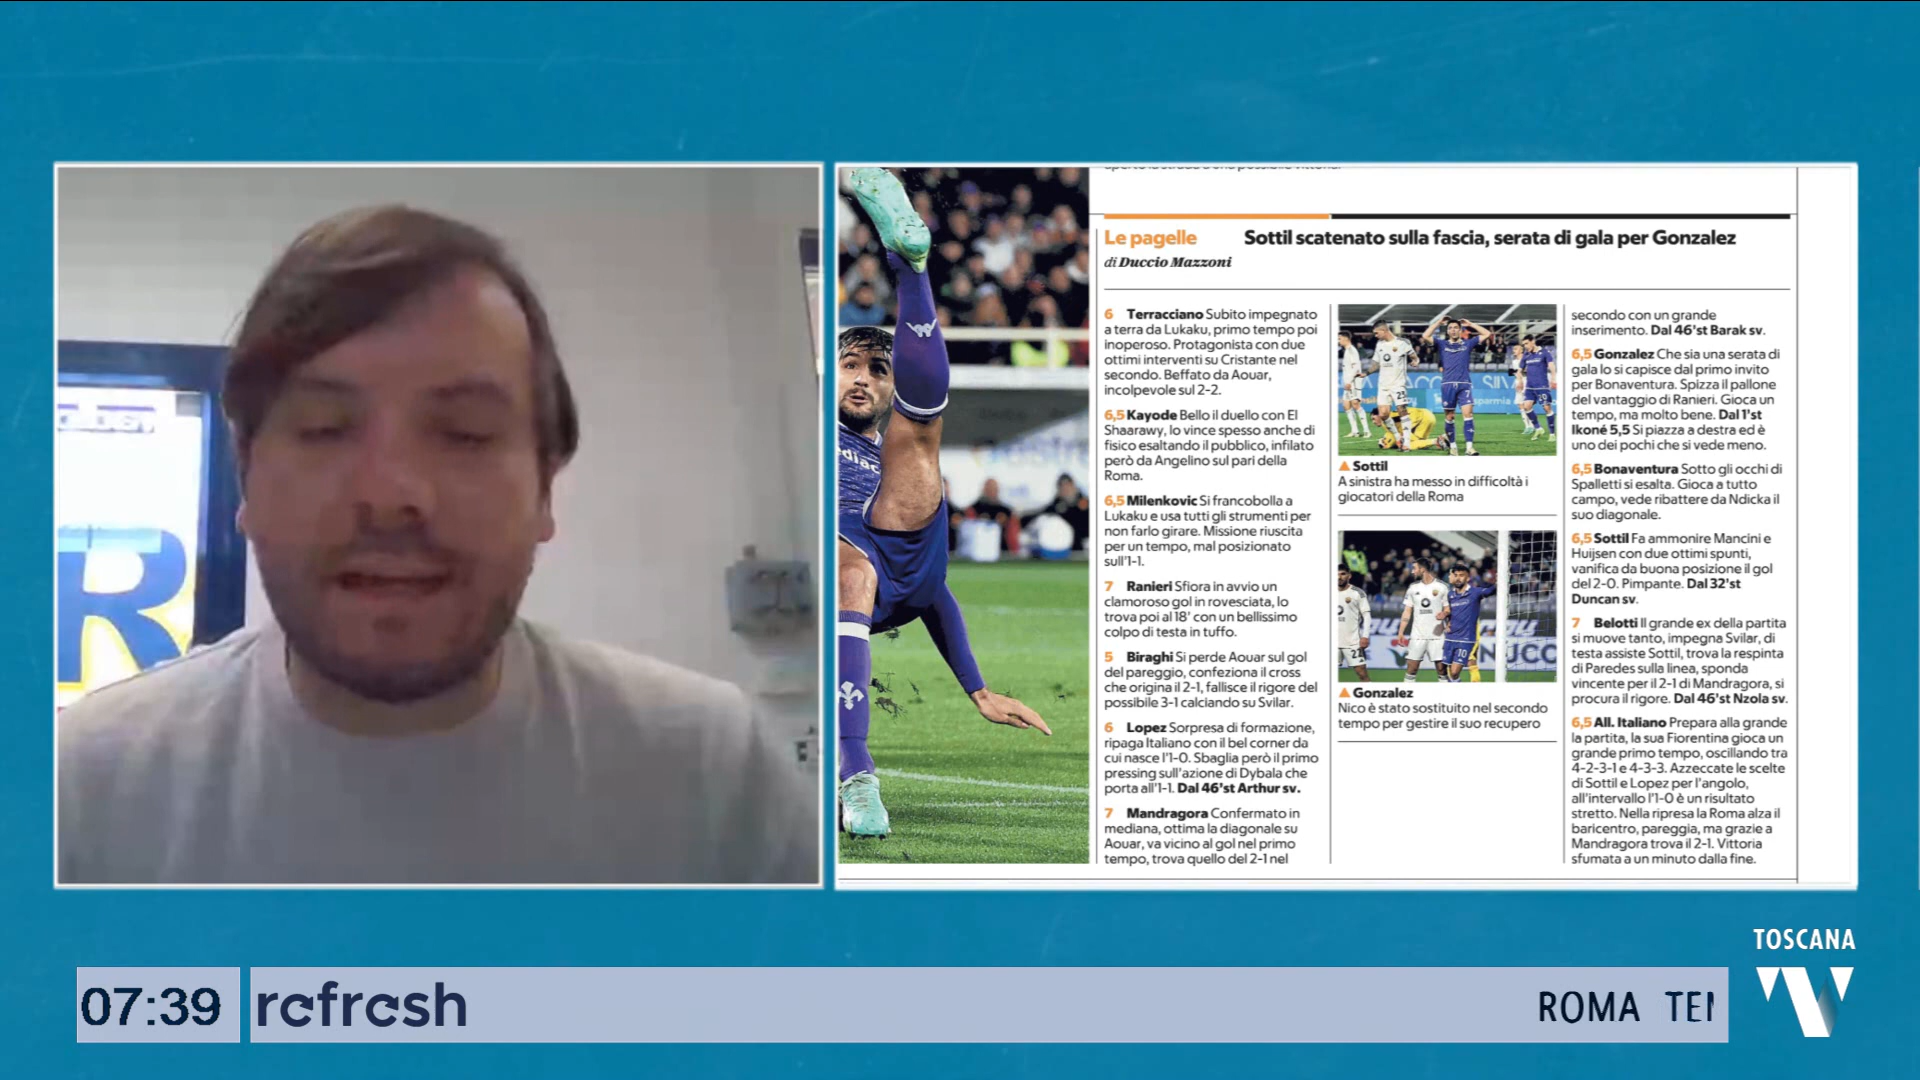 Le pagelle
Sottil scatenato sulla fascia, serata di gala per Gonzalez
di Duccio Mazzoni
6 Terracciano Subito impegnato
a terra da Lukaku, primo tempo poi
inoperoso. Protagonista con due
ottimi interventi su Cristante nel
secondo. Beffato da Aouar,
incolpevole sul 2-2.
6,5 Kayode Bello il duello con El
Shaarawy, lo vince spesso anche di
fisico esaltando il pubblico, infilato
però da Angelino sul pari della
Roma.
6,5 Milenkovic Si francobolla a
Lukaku e usa tutti gli strumenti per
non farlo girare. Missione riuscita
per un tempo, mal posizionato
sull'1-1.
7 Ranieri Sfiora in avvio un
clamoroso gol in rovesciata, lo
trova poi al 18' con un bellissimo
colpo di testa in tuffo.
5 Biraghi Si perde Aouar sul gol
del pareggio, confeziona il cross
che origina il 2-1, fallisce il rigore del
possibile 3-1 calciando su Svilar.
6 Lopez Sorpresa di formazione,
ripaga Italiano con il bel corner da
cui nasce l'1-0. Sbaglia però il primo
pressing sull'azione di Dybala che
porta all'1-1. Dal 46'st Arthur sv.
7 Mandragora Confermato in
mediana, ottima la diagonale su
Aouar, va vicino al gol nel primo
tempo, trova quello del 2-1 nel
▲ Sottil
A sinistra ha messo in difficoltà i
giocatori della Roma
▲ Gonzalez
Nico è stato sostituito nel secondo
tempo per gestire il suo recupero
secondo con un grande
inserimento. Dal 46'st Barak sv.
6,5 Gonzalez Che sia una serata di
gala lo si capisce dal primo invito
per Bonaventura. Spizza il pallone
del vantaggio di Ranieri. Gioca un
tempo, ma molto bene. Dal 1'st
Ikoné 5,5 Si piazza a destra ed è
uno dei pochi che si vede meno.
6,5 Bonaventura Sotto gli occhi di
Spalletti si esalta. Gioca a tutto
campo, vede ribattere da Ndicka il
suo diagonale.
6,5 Sottil Fa ammonire Mancini e
Huijsen con due ottimi spunti,
vanifica da buona posizione il gol
del 2-0. Pimpante. Dal 32'st
Duncan sv.
7 Belotti Il grande ex della partita
si muove tanto, impegna Svilar, di
testa assiste Sottil, trova la respinta
di Paredes sulla linea, sponda
vincente per il 2-1 di Mandragora, si
procura il rigore. Dal 46'st Nzola sv.
6,5 All. Italiano Prepara alla grande
la partita, la sua Fiorentina gioca un
grande primo tempo, oscillando tra
4-2-3-1 e 4-3-3. Azzeccate le scelte
di Sottil e Lopez per l'angolo,
all'intervallo l'1-0 è un risultato
stretto. Nella ripresa la Roma alza il
baricentro, pareggia, ma grazie a
Mandragora trova il 2-1. Vittoria
sfumata a un minuto dalla fine.
TOSCANA
07:39
refresh
ROMA